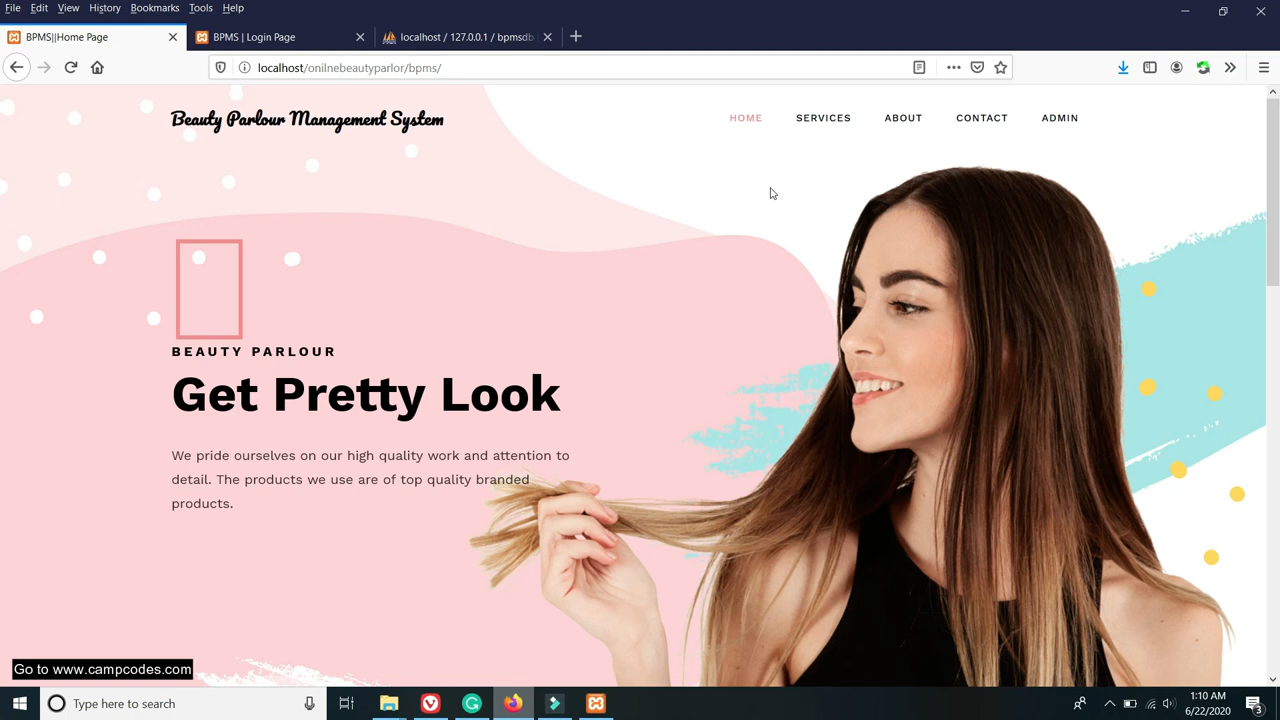 File Edit View History Bookmarks Tools Help
BPMS||Home Page
BPMS | Login Page
localhost / 127.0.0.1 / bpmsdb
localhost/onilnebeautyparlor/bpms/
Beauty Parlour Management System
HOME SERVICES ABOUT CONTACT ADMIN
BEAUTY PARLOUR
Get Pretty Look
We pride ourselves on our high quality work and attention to
detail. The products we use are of top quality branded
products.
Go to www.campcodes.com
Type here to search
1:10 AM
6/22/2020
3